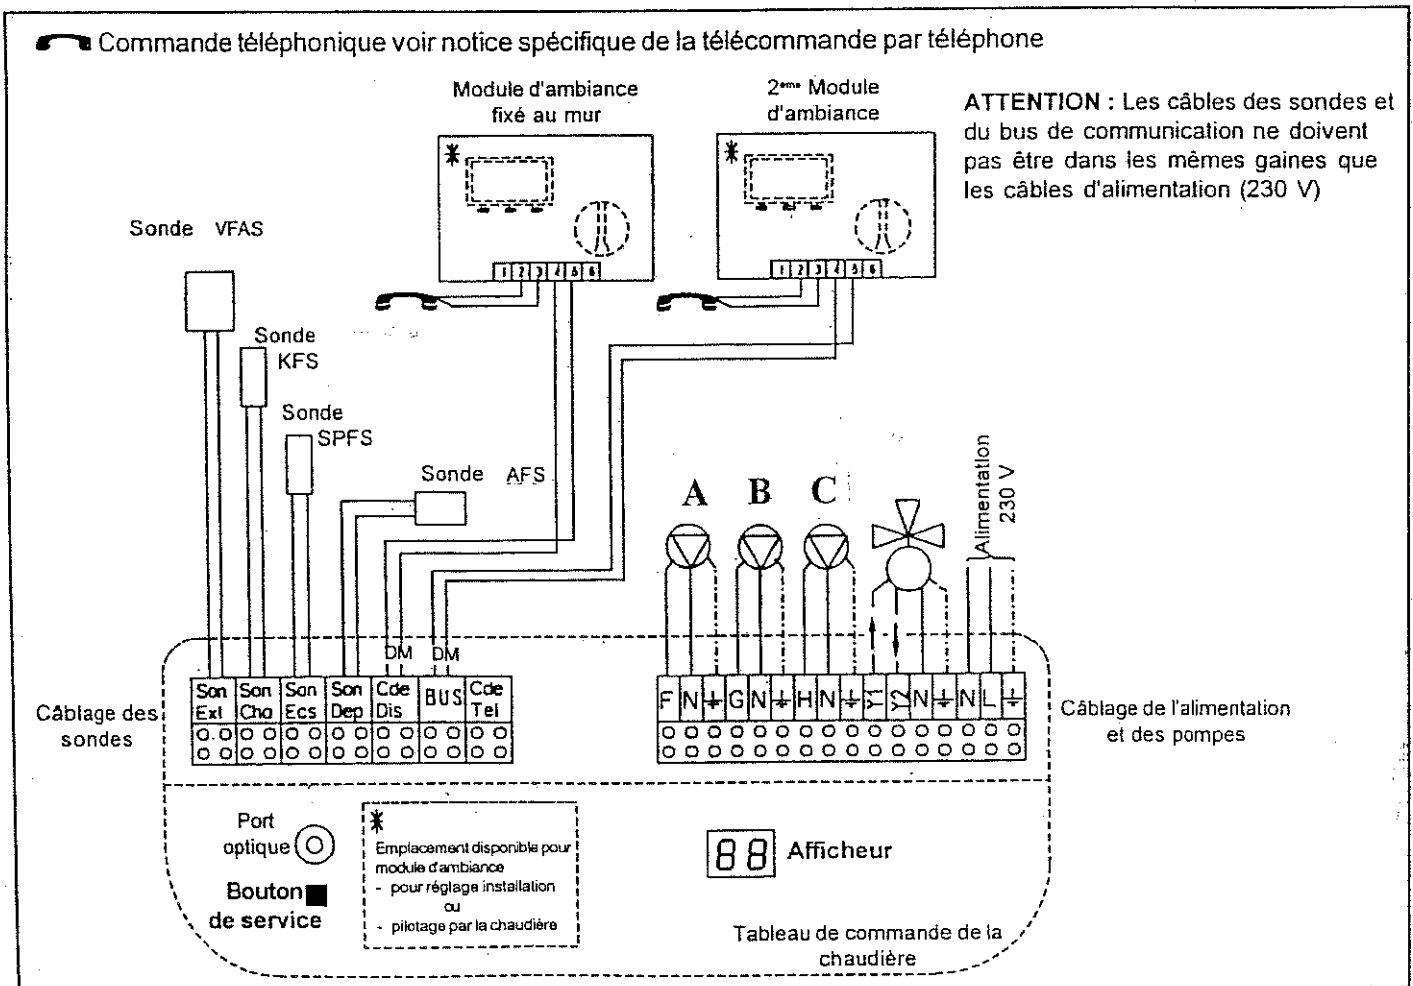 Commande téléphonique voir notice spécifique de la télécommande par téléphone
Module d'ambiance
fixé au mur
2eme Module
d'ambiance
ATTENTION : Les câbles des sondes et
du bus de communication ne doivent
pas être dans les mêmes gaines que
les câbles d'alimentation (230 V)
1 2 3 4 5 6
1 2 3 4 5 6
Sonde VFAS
Sonde
KFS
Sonde
SPFS
Sonde AFS
A B C
Alimentation
230 V
DM DM
Son Ext
Son Cha
Son Ecs
Son Dep
Cde Dis
BUS
Cde Tel
F N G N H N Y1 Y2 N N L
Câblage des
sondes
Câblage de l'alimentation
et des pompes
Port
optique
Bouton
de service
Emplacement disponible pour
module d'ambiance
- pour réglage installation
ou
- pilotage par la chaudière
88 Afficheur
Tableau de commande de la
chaudière